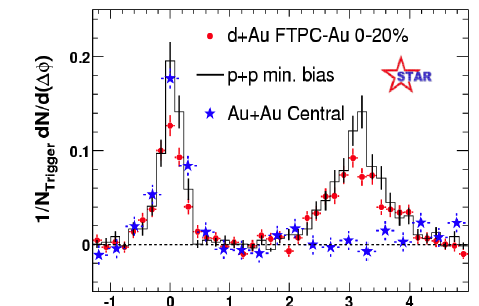 d+Au FTPC-Au 0-20%
p+p min. bias
Au+Au Central
STAR
1/N_Trigger dN/d(Δφ)
0.2
0.1
0
-1 0 1 2 3 4